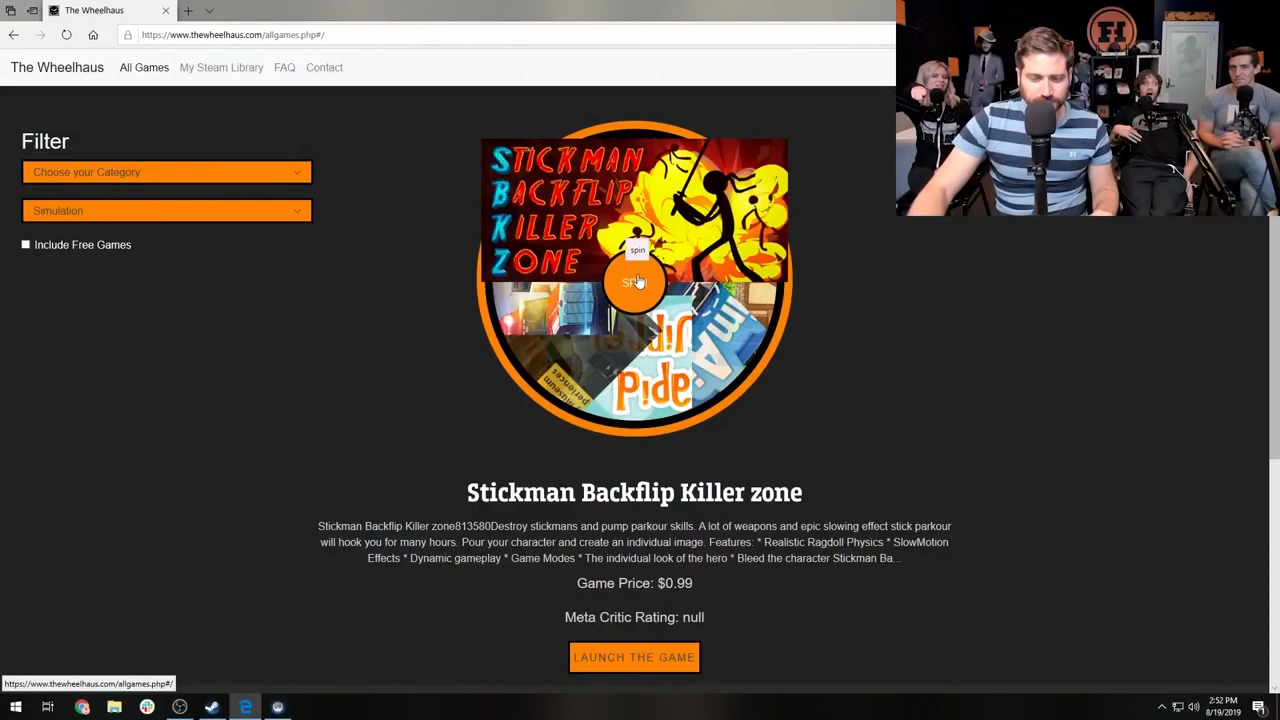 The Wheelhaus
https://www.thewheelhaus.com/allgames.php#/
The Wheelhaus
All Games
My Steam Library
FAQ
Contact
Filter
Choose your Category
Simulation
Include Free Games
STICKMAN
BACKFLIP
KILLER
ZONE
spin
pide
Stickman Backflip Killer zone
Stickman Backflip Killer zone813580Destroy stickmans and pump parkour skills. A lot of weapons and epic slowing effect stick parkour
will hook you for many hours. Pour your character and create an individual image. Features: * Realistic Ragdoll Physics * SlowMotion
Effects * Dynamic gameplay * Game Modes * The individual look of the hero * Bleed the character Stickman Ba...
Game Price: $0.99
Meta Critic Rating: null
LAUNCH THE GAME
https://www.thewheelhaus.com/allgames.php#/
2:52 PM
8/19/2019